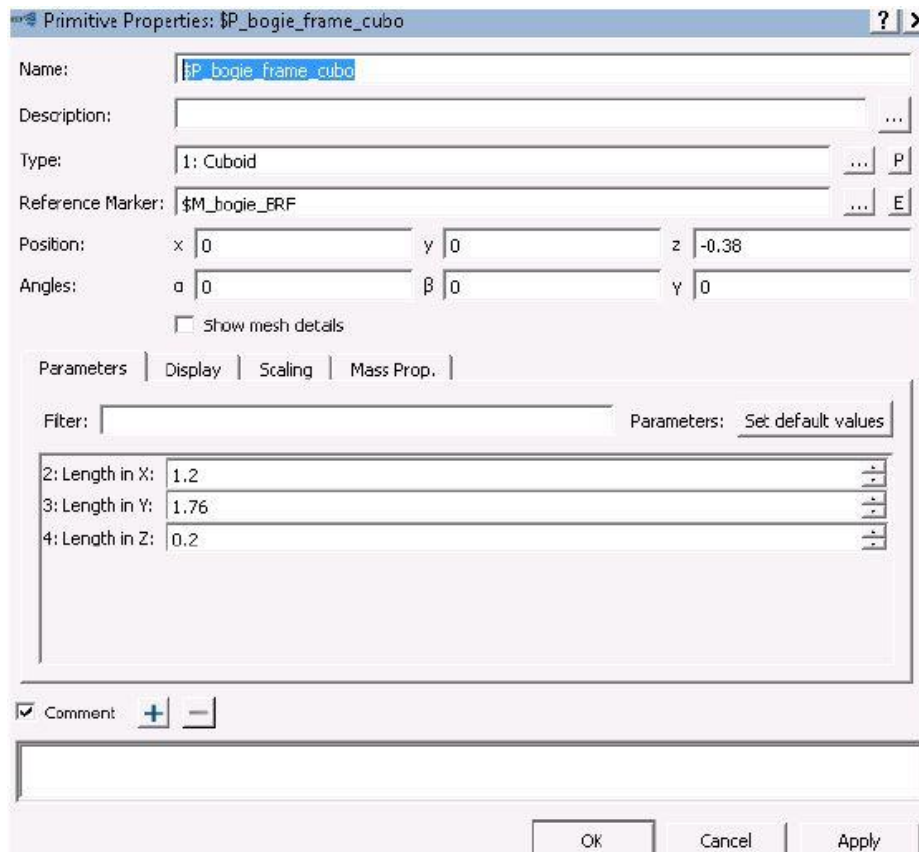 Primitive Properties: $P_bogie_frame_cubo ? X
Name: $P_bogie_frame_cubo
Description: ...
Type: 1: Cuboid ... P
Reference Marker: $M_bogie_BRF ... E
Position: x 0 y 0 z -0.38
Angles: α 0 β 0 γ 0
Show mesh details
Parameters Display Scaling Mass Prop.
Filter: Parameters: Set default values
2: Length in X: 1.2
3: Length in Y: 1.76
4: Length in Z: 0.2
Comment + −
OK Cancel Apply